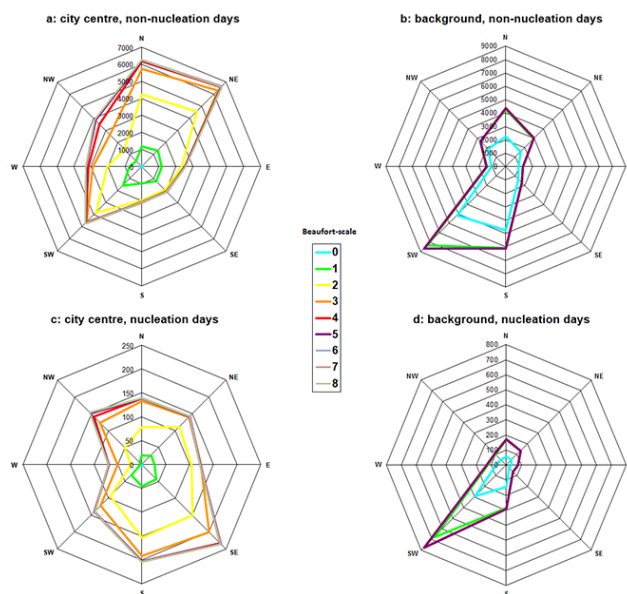 a: city centre, non-nucleation days
N
7000
6000
5000
4000
3000
2000
1000
0
NE
E
SE
S
SW
W
NW
b: background, non-nucleation days
N
9000
8000
7000
6000
5000
4000
3000
2000
0
NE
SE
S
SW
W
NW
Beaufort-scale
0
1
2
3
4
5
6
7
8
c: city centre, nucleation days
N
250
200
150
100
50
0
NE
E
SE
S
SW
W
NW
d: background, nucleation days
N
800
700
600
500
400
300
200
100
0
NE
SE
S
SW
W
NW